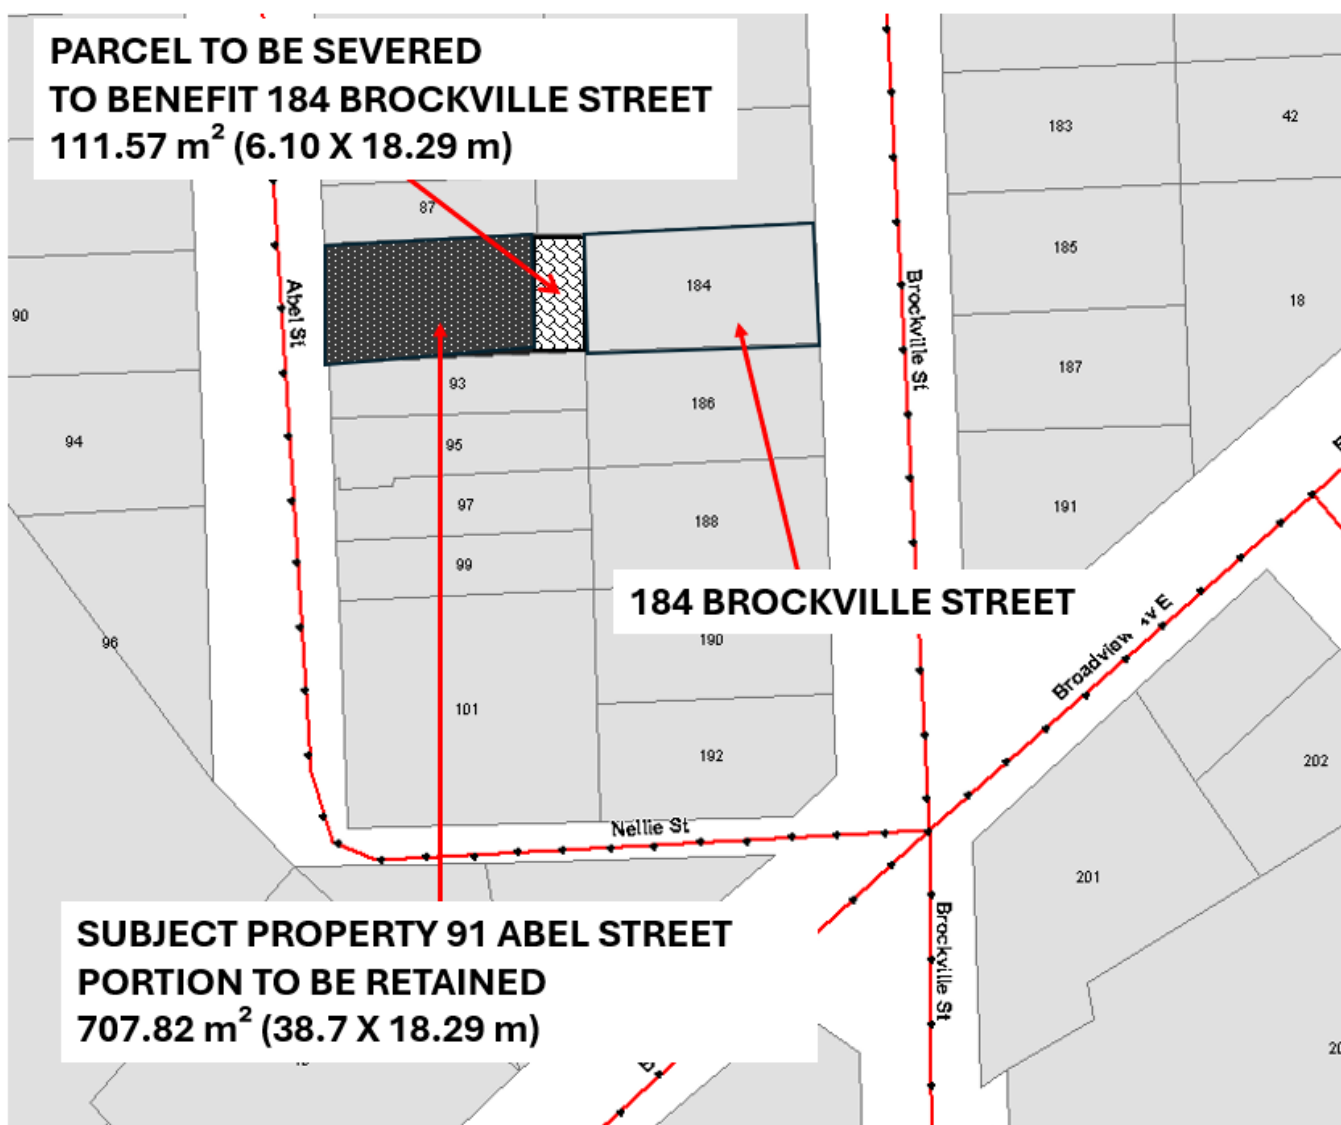 PARCEL TO BE SEVERED
TO BENEFIT 184 BROCKVILLE STREET
111.57 m² (6.10 X 18.29 m)
183
42
87
185
184
18
90
Abel St
Brockville St
187
93
186
94
95
97
188
191
99
184 BROCKVILLE STREET
96
190
Broadview Av E
101
192
202
Nellie St
201
SUBJECT PROPERTY 91 ABEL STREET
PORTION TO BE RETAINED
707.82 m² (38.7 X 18.29 m)
Brockville St